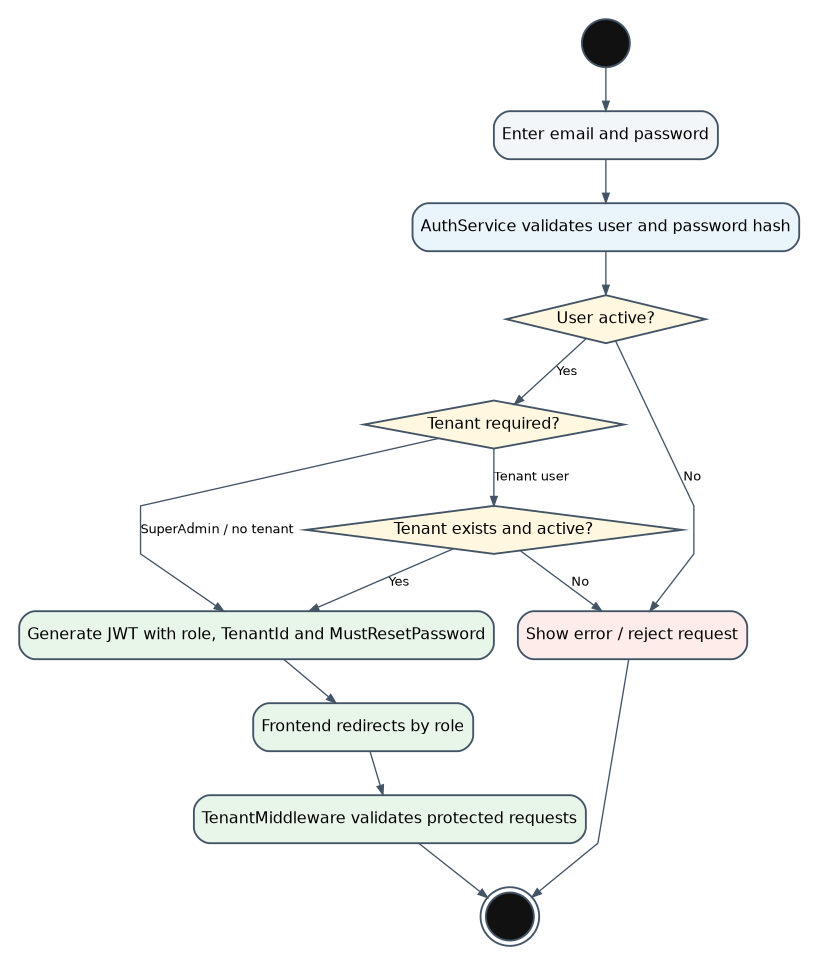 Enter email and password
AuthService validates user and password hash
User active?
Yes
Tenant required?
Tenant user
No
SuperAdmin / no tenant
Tenant exists and active?
Yes
No
Generate JWT with role, TenantId and MustResetPassword
Show error / reject request
Frontend redirects by role
TenantMiddleware validates protected requests